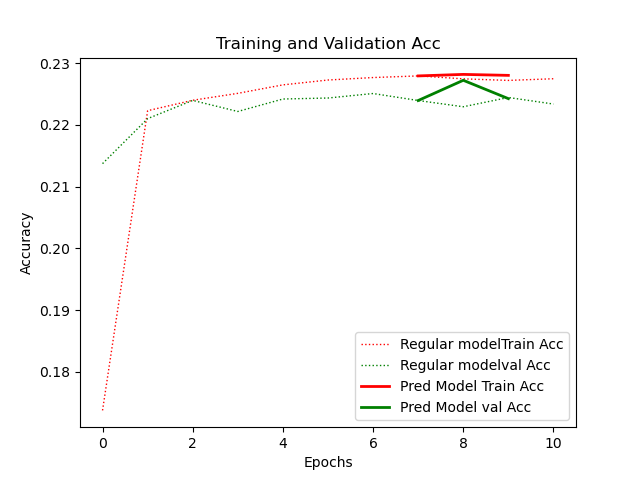 Training and Validation Acc
0.23
0.22
0.21
0.20
0.19
0.18
Accuracy
Regular modelTrain Acc
Regular modelval Acc
Pred Model Train Acc
Pred Model val Acc
0 2 4 6 8 10
Epochs